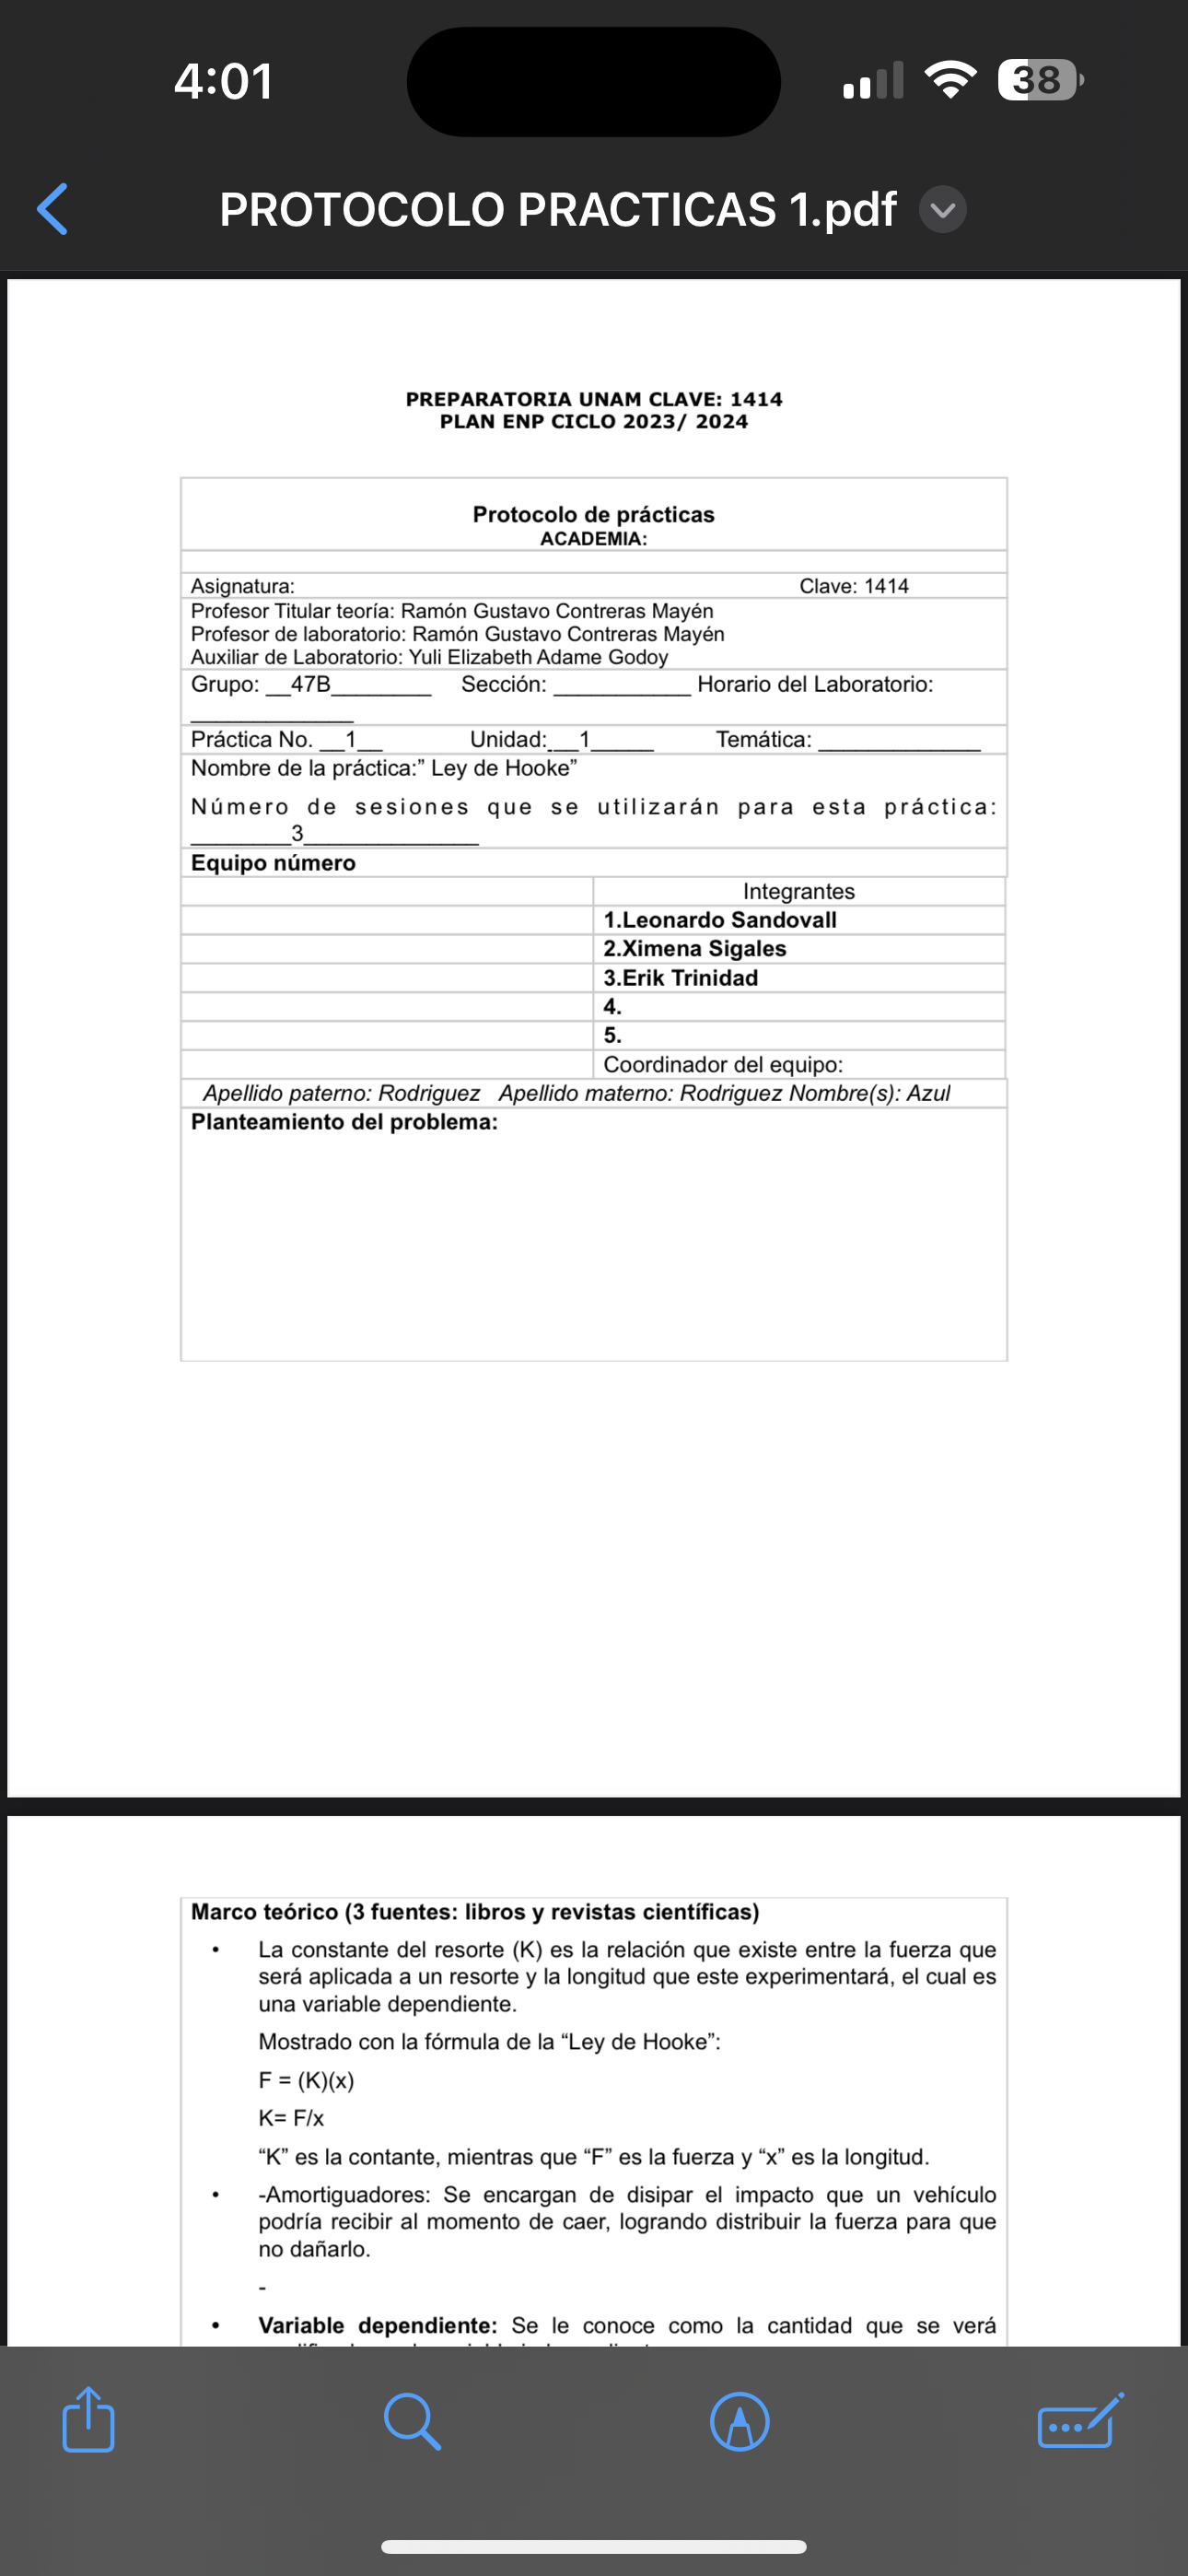 4:01
38
PROTOCOLO PRACTICAS 1.pdf
PREPARATORIA UNAM CLAVE: 1414
PLAN ENP CICLO 2023/ 2024
Protocolo de prácticas
ACADEMIA:
Asignatura: Clave: 1414
Profesor Titular teoría: Ramón Gustavo Contreras Mayén
Profesor de laboratorio: Ramón Gustavo Contreras Mayén
Auxiliar de Laboratorio: Yuli Elizabeth Adame Godoy
Grupo: __47B________ Sección: ___________ Horario del Laboratorio:
_____________
Práctica No. __1__ Unidad:__1_____ Temática: _____________
Nombre de la práctica:” Ley de Hooke”
Número de sesiones que se utilizarán para esta práctica:
________3______________
Equipo número
Integrantes
1.Leonardo Sandovall
2.Ximena Sigales
3.Erik Trinidad
4.
5.
Coordinador del equipo:
Apellido paterno: Rodriguez Apellido materno: Rodriguez Nombre(s): Azul
Planteamiento del problema:
Marco teórico (3 fuentes: libros y revistas científicas)
• La constante del resorte (K) es la relación que existe entre la fuerza que
será aplicada a un resorte y la longitud que este experimentará, el cual es
una variable dependiente.
Mostrado con la fórmula de la “Ley de Hooke”:
F = (K)(x)
K= F/x
“K” es la contante, mientras que “F” es la fuerza y “x” es la longitud.
• -Amortiguadores: Se encargan de disipar el impacto que un vehículo
podría recibir al momento de caer, logrando distribuir la fuerza para que
no dañarlo.
-
• Variable dependiente: Se le conoce como la cantidad que se verá